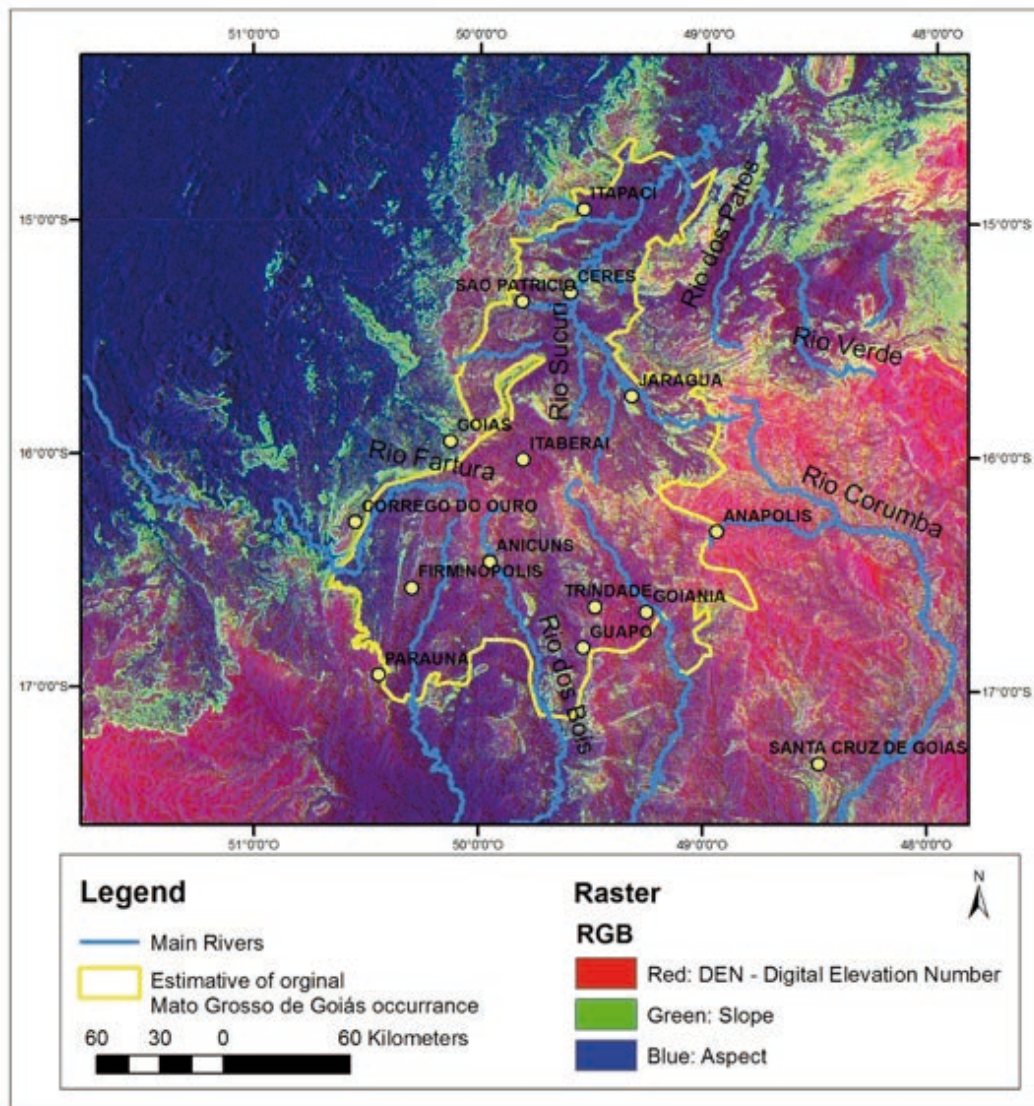 51°0'0"O 50°0'0"O 49°0'0"O 48°0'0"O
15°0'0"S 15°0'0"S
ITAPACI
Rio dos Patos
SAO PATRICIO CERES
Rio Sucuri
Rio Verde
JARAGUA
GOIAS
ITABERAI
16°0'0"S 16°0'0"S
Rio Fartura
Rio Corumba
CORREGO DO OURO
ANAPOLIS
ANICUNS
FIRMINOPOLIS
TRINDADE GOIANIA
GUAPO
Rio dos Bois
PARAUNA
17°0'0"S 17°0'0"S
SANTA CRUZ DE GOIAS
51°0'0"O 50°0'0"O 49°0'0"O 48°0'0"O
Legend
Main Rivers
Estimative of orginal
Mato Grosso de Goiás occurrance
60 30 0 60 Kilometers
Raster
RGB
Red: DEN - Digital Elevation Number
Green: Slope
Blue: Aspect
N